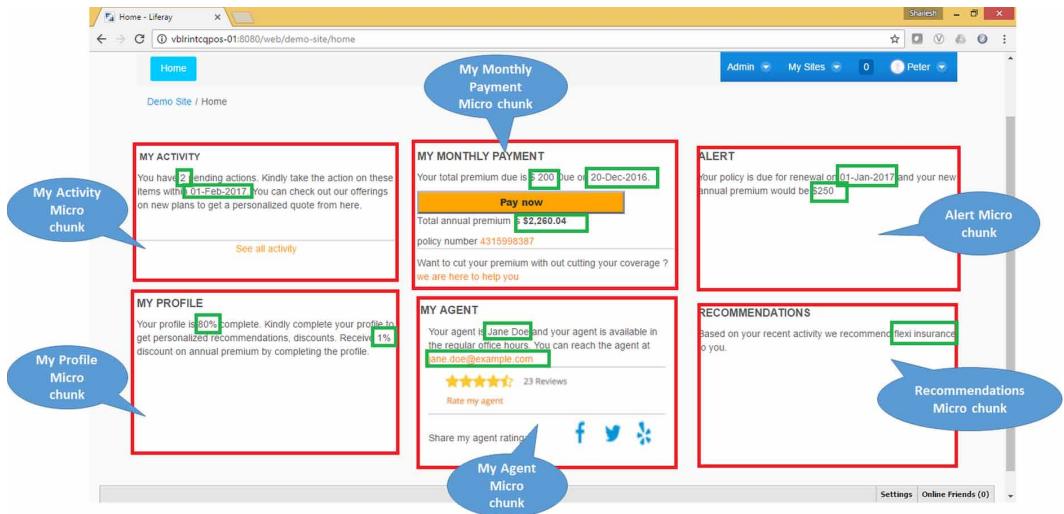 Home - Liferay
Sharesh
vblrintcqpos-01:8080/web/demo-site/home
Home
Admin
My Sites
0
Peter
Demo Site / Home
My Monthly
Payment
Micro chunk
MY ACTIVITY
You have 2 pending actions. Kindly take the action on these
items within 01-Feb-2017. You can check out our offerings
on new plans to get a personalized quote from here.
See all activity
My Activity
Micro
chunk
MY MONTHLY PAYMENT
Your total premium due is $ 200 Due on 20-Dec-2016.
Pay now
Total annual premium is $2,260.04
policy number 4315998387
Want to cut your premium with out cutting your coverage ?
we are here to help you
ALERT
Your policy is due for renewal on 01-Jan-2017 and your new
annual premium would be $250
Alert Micro
chunk
MY PROFILE
Your profile is 80% complete. Kindly complete your profile to
get personalized recommendations, discounts. Receive 1%
discount on annual premium by completing the profile.
My Profile
Micro
chunk
MY AGENT
Your agent is Jane Doe and your agent is available in
the regular office hours. You can reach the agent at
jane.doe@example.com
23 Reviews
Rate my agent
Share my agent rating:
My Agent
Micro
chunk
RECOMMENDATIONS
Based on your recent activity we recommend flexi insurance
to you.
Recommendations
Micro chunk
Settings
Online Friends (0)